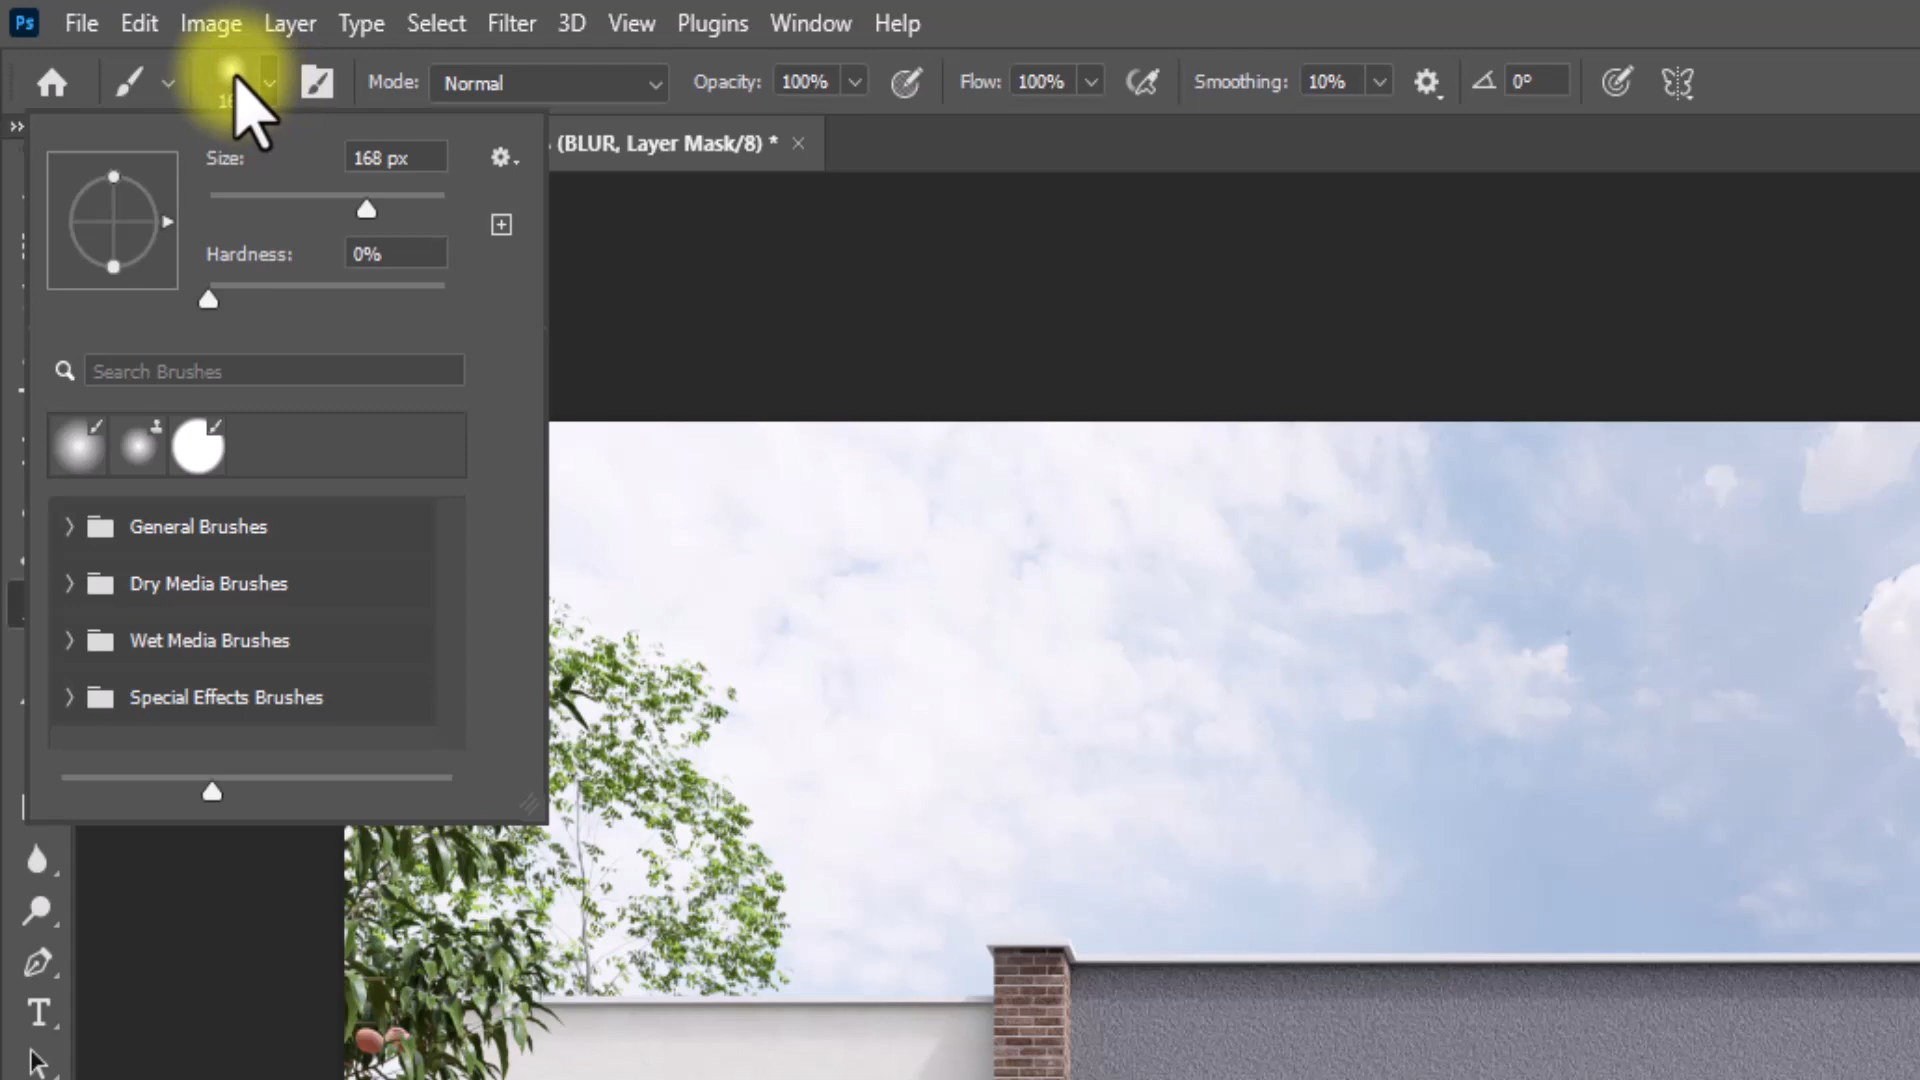 Ps File Edit Image Layer Type Select Filter 3D View Plugins Window Help
Mode: Normal Opacity: 100% Flow: 100% Smoothing: 10% 0°
(BLUR, Layer Mask/8) *
Size: 168 px
Hardness: 0%
Search Brushes
General Brushes
Dry Media Brushes
Wet Media Brushes
Special Effects Brushes
T